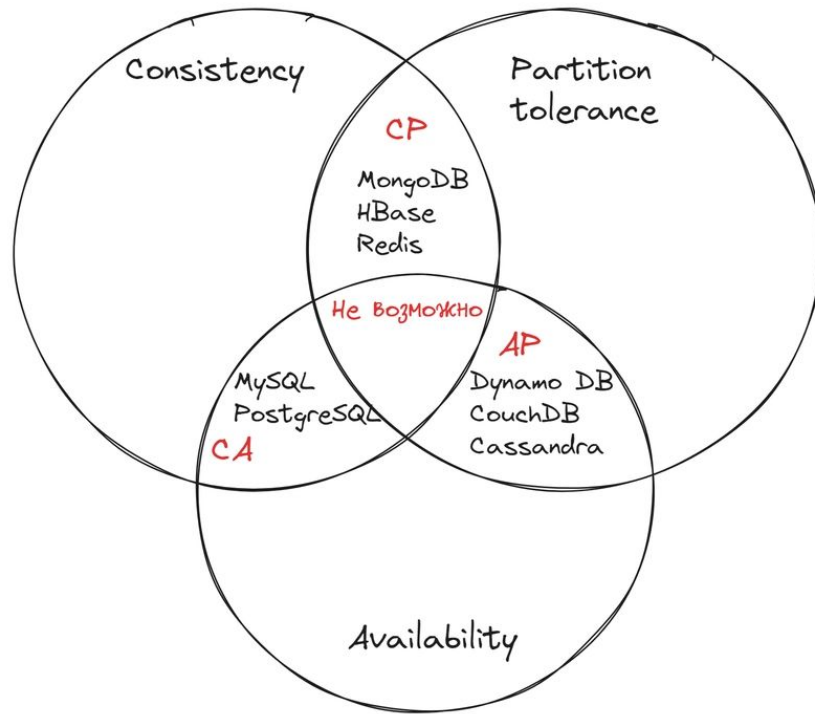 Consistency
Partition
tolerance
CP
MongoDB
HBase
Redis
Не возможно
AP
MySQL
PostgreSQL
CA
Dynamo DB
CouchDB
Cassandra
Availability